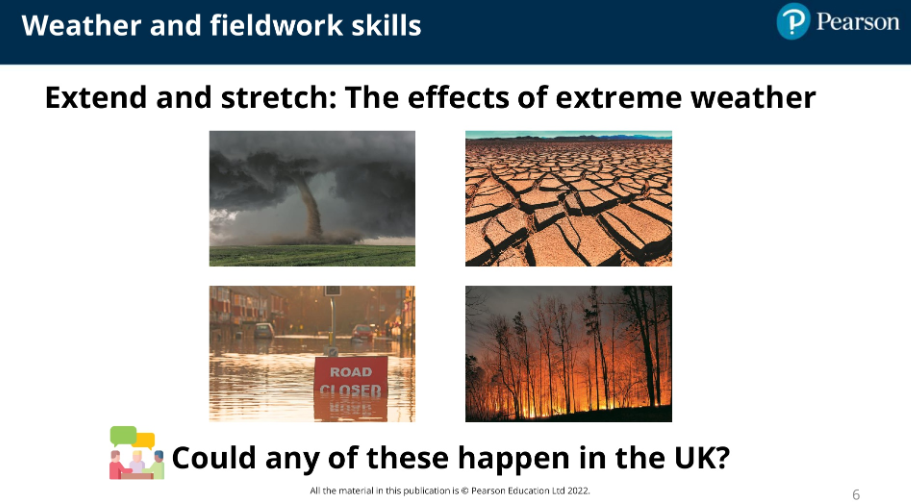 Weather and fieldwork skills
Pearson
Extend and stretch: The effects of extreme weather
ROAD
CLOSED
Could any of these happen in the UK?
All the material in this publication is © Pearson Education Ltd 2022.
6